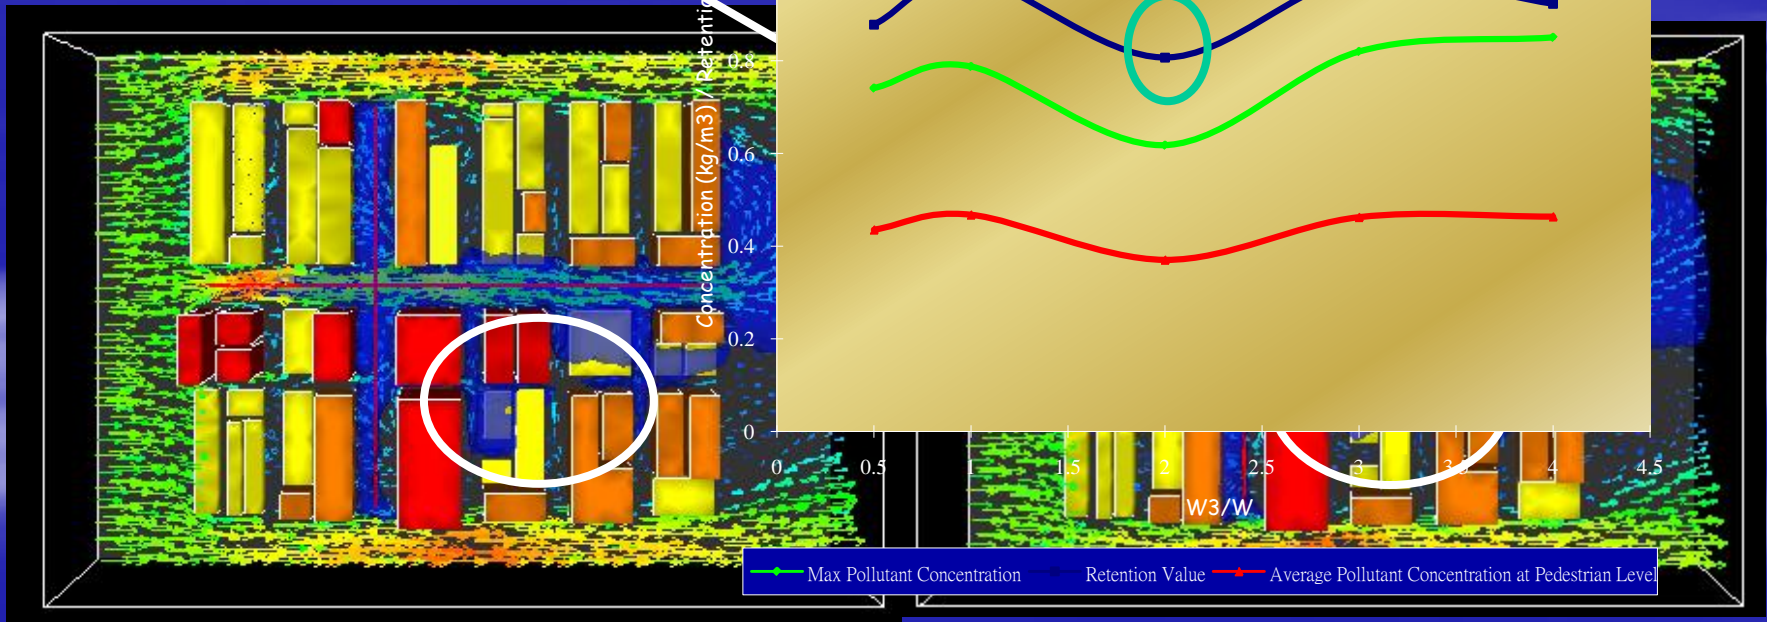 Concentration (kg/m3) / Retentio
0.8
0.6
0.4
0.2
0
0 0.5 1 1.5 2 2.5 3 3.5 4 4.5
W3/W
Max Pollutant Concentration Retention Value Average Pollutant Concentration at Pedestrian Level